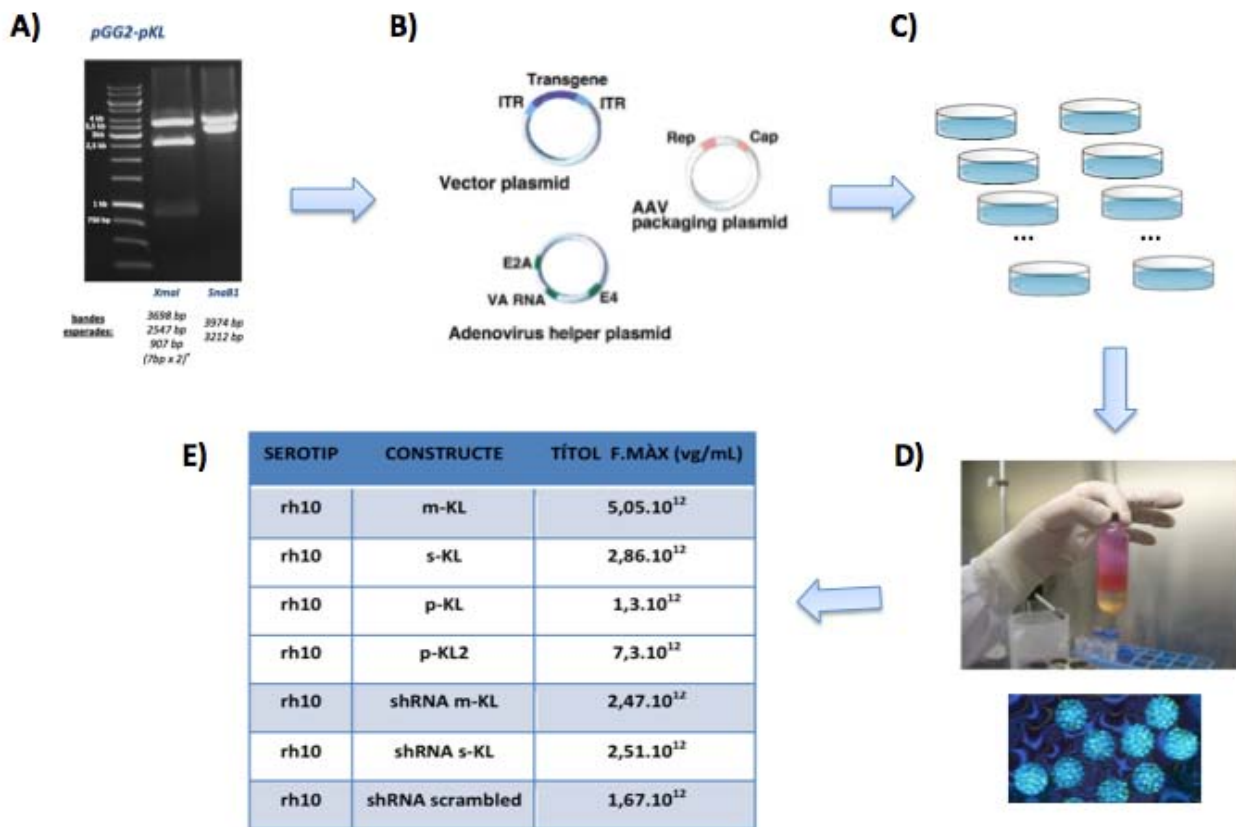 A)
pGG2-pKL
4 kb
3,5 kb
3kb
2,5 kb
1 kb
750 bp
XmaI SnaB1
bandes
esperades:
3698 bp
2547 bp
907 bp
(7bp x 2)*
3974 bp
3212 bp
B)
Transgene
ITR ITR
Vector plasmid
Rep Cap
AAV
packaging plasmid
E2A
VA RNA E4
Adenovirus helper plasmid
C)
... ...
D)
E)
SEROTIP CONSTRUCTE TÍTOL F.MÀX (vg/mL)
rh10 m-KL 5,05.10¹²
rh10 s-KL 2,86.10¹²
rh10 p-KL 1,3.10¹²
rh10 p-KL2 7,3.10¹²
rh10 shRNA m-KL 2,47.10¹²
rh10 shRNA s-KL 2,51.10¹²
rh10 shRNA scrambled 1,67.10¹²